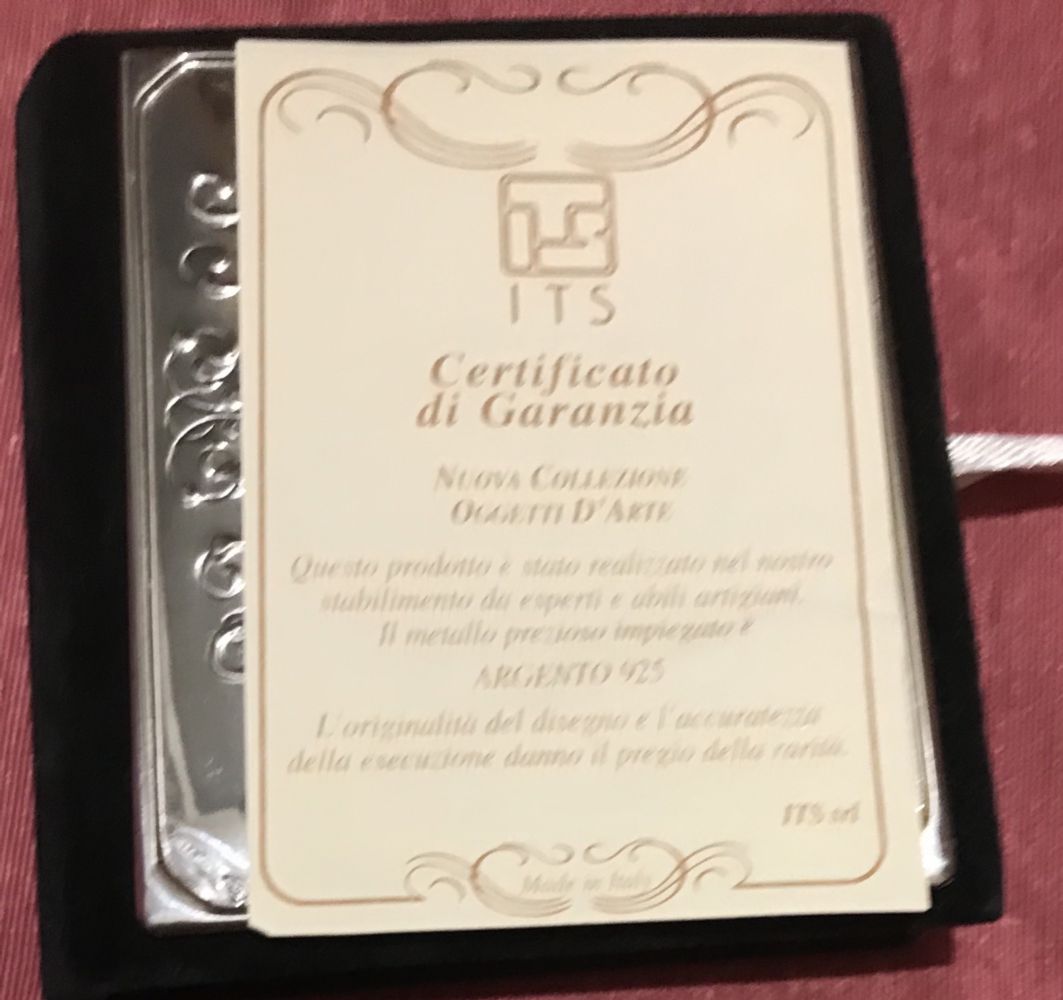 ITS
Certificato
di Garanzia
NUOVA COLLEZIONE
OGGETTI D'ARTE
Questo prodotto è stato realizzato nel nostro
stabilimento da esperti e abili artigiani.
Il metallo prezioso impiegato è
ARGENTO 925
L'originalità del disegno e l'accuratezza
della esecuzione danno il pregio della rarità.
ITS srl
Made in Italy